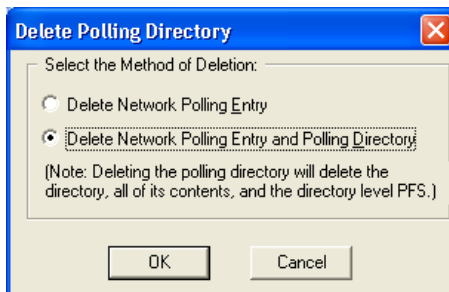 Delete Polling Directory
Select the Method of Deletion:
Delete Network Polling Entry
Delete Network Polling Entry and Polling Directory
(Note: Deleting the polling directory will delete the
directory, all of its contents, and the directory level PFS.)
OK
Cancel